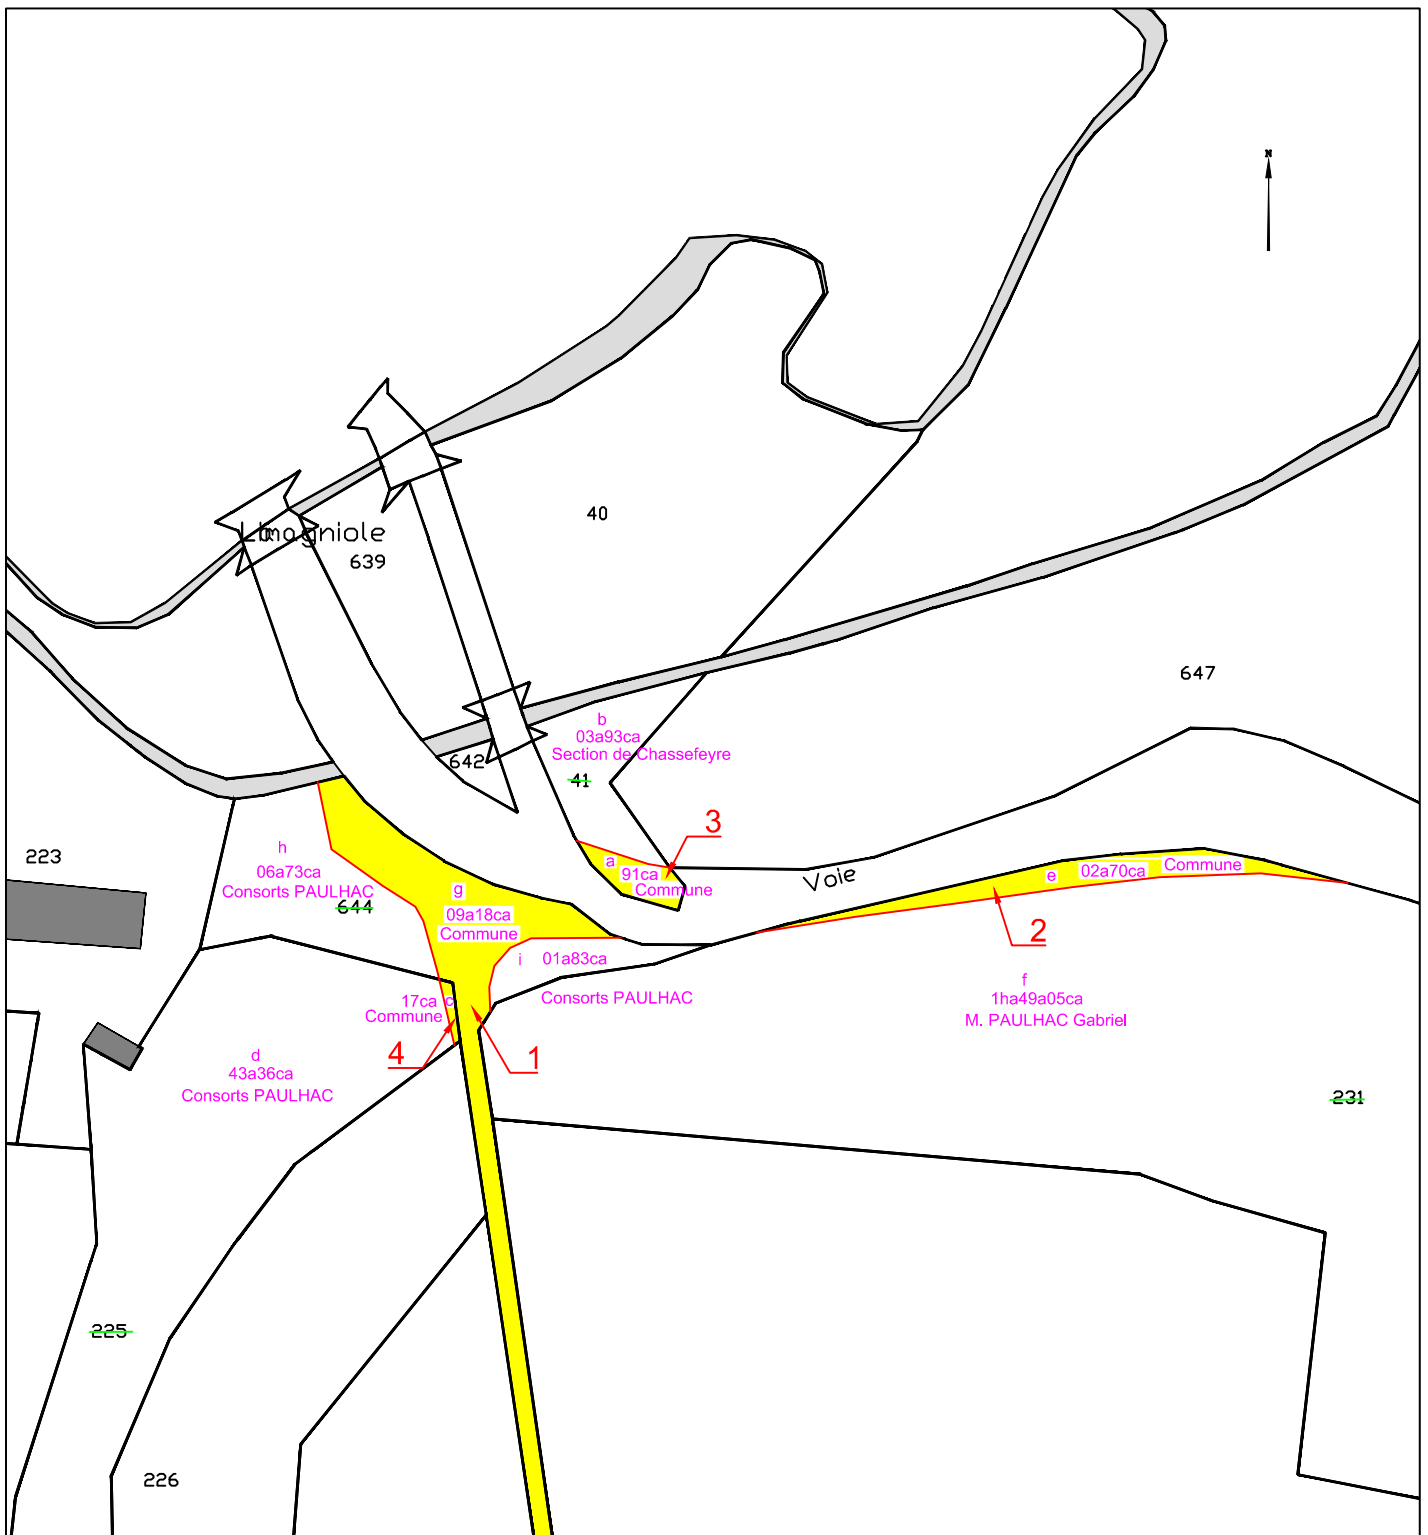 N
40
Limagniole
639
647
b
03a93ca
Section de Chassefeyre
642
41
3
223
h
06a73ca
Consorts PAULHAC
644
a
91ca
Commune
Voie
e
02a70ca
Commune
g
09a18ca
Commune
2
i
01a83ca
Consorts PAULHAC
17ca
c
Commune
f
1ha49a05ca
M. PAULHAC Gabriel
4
1
d
43a36ca
Consorts PAULHAC
231
225
226